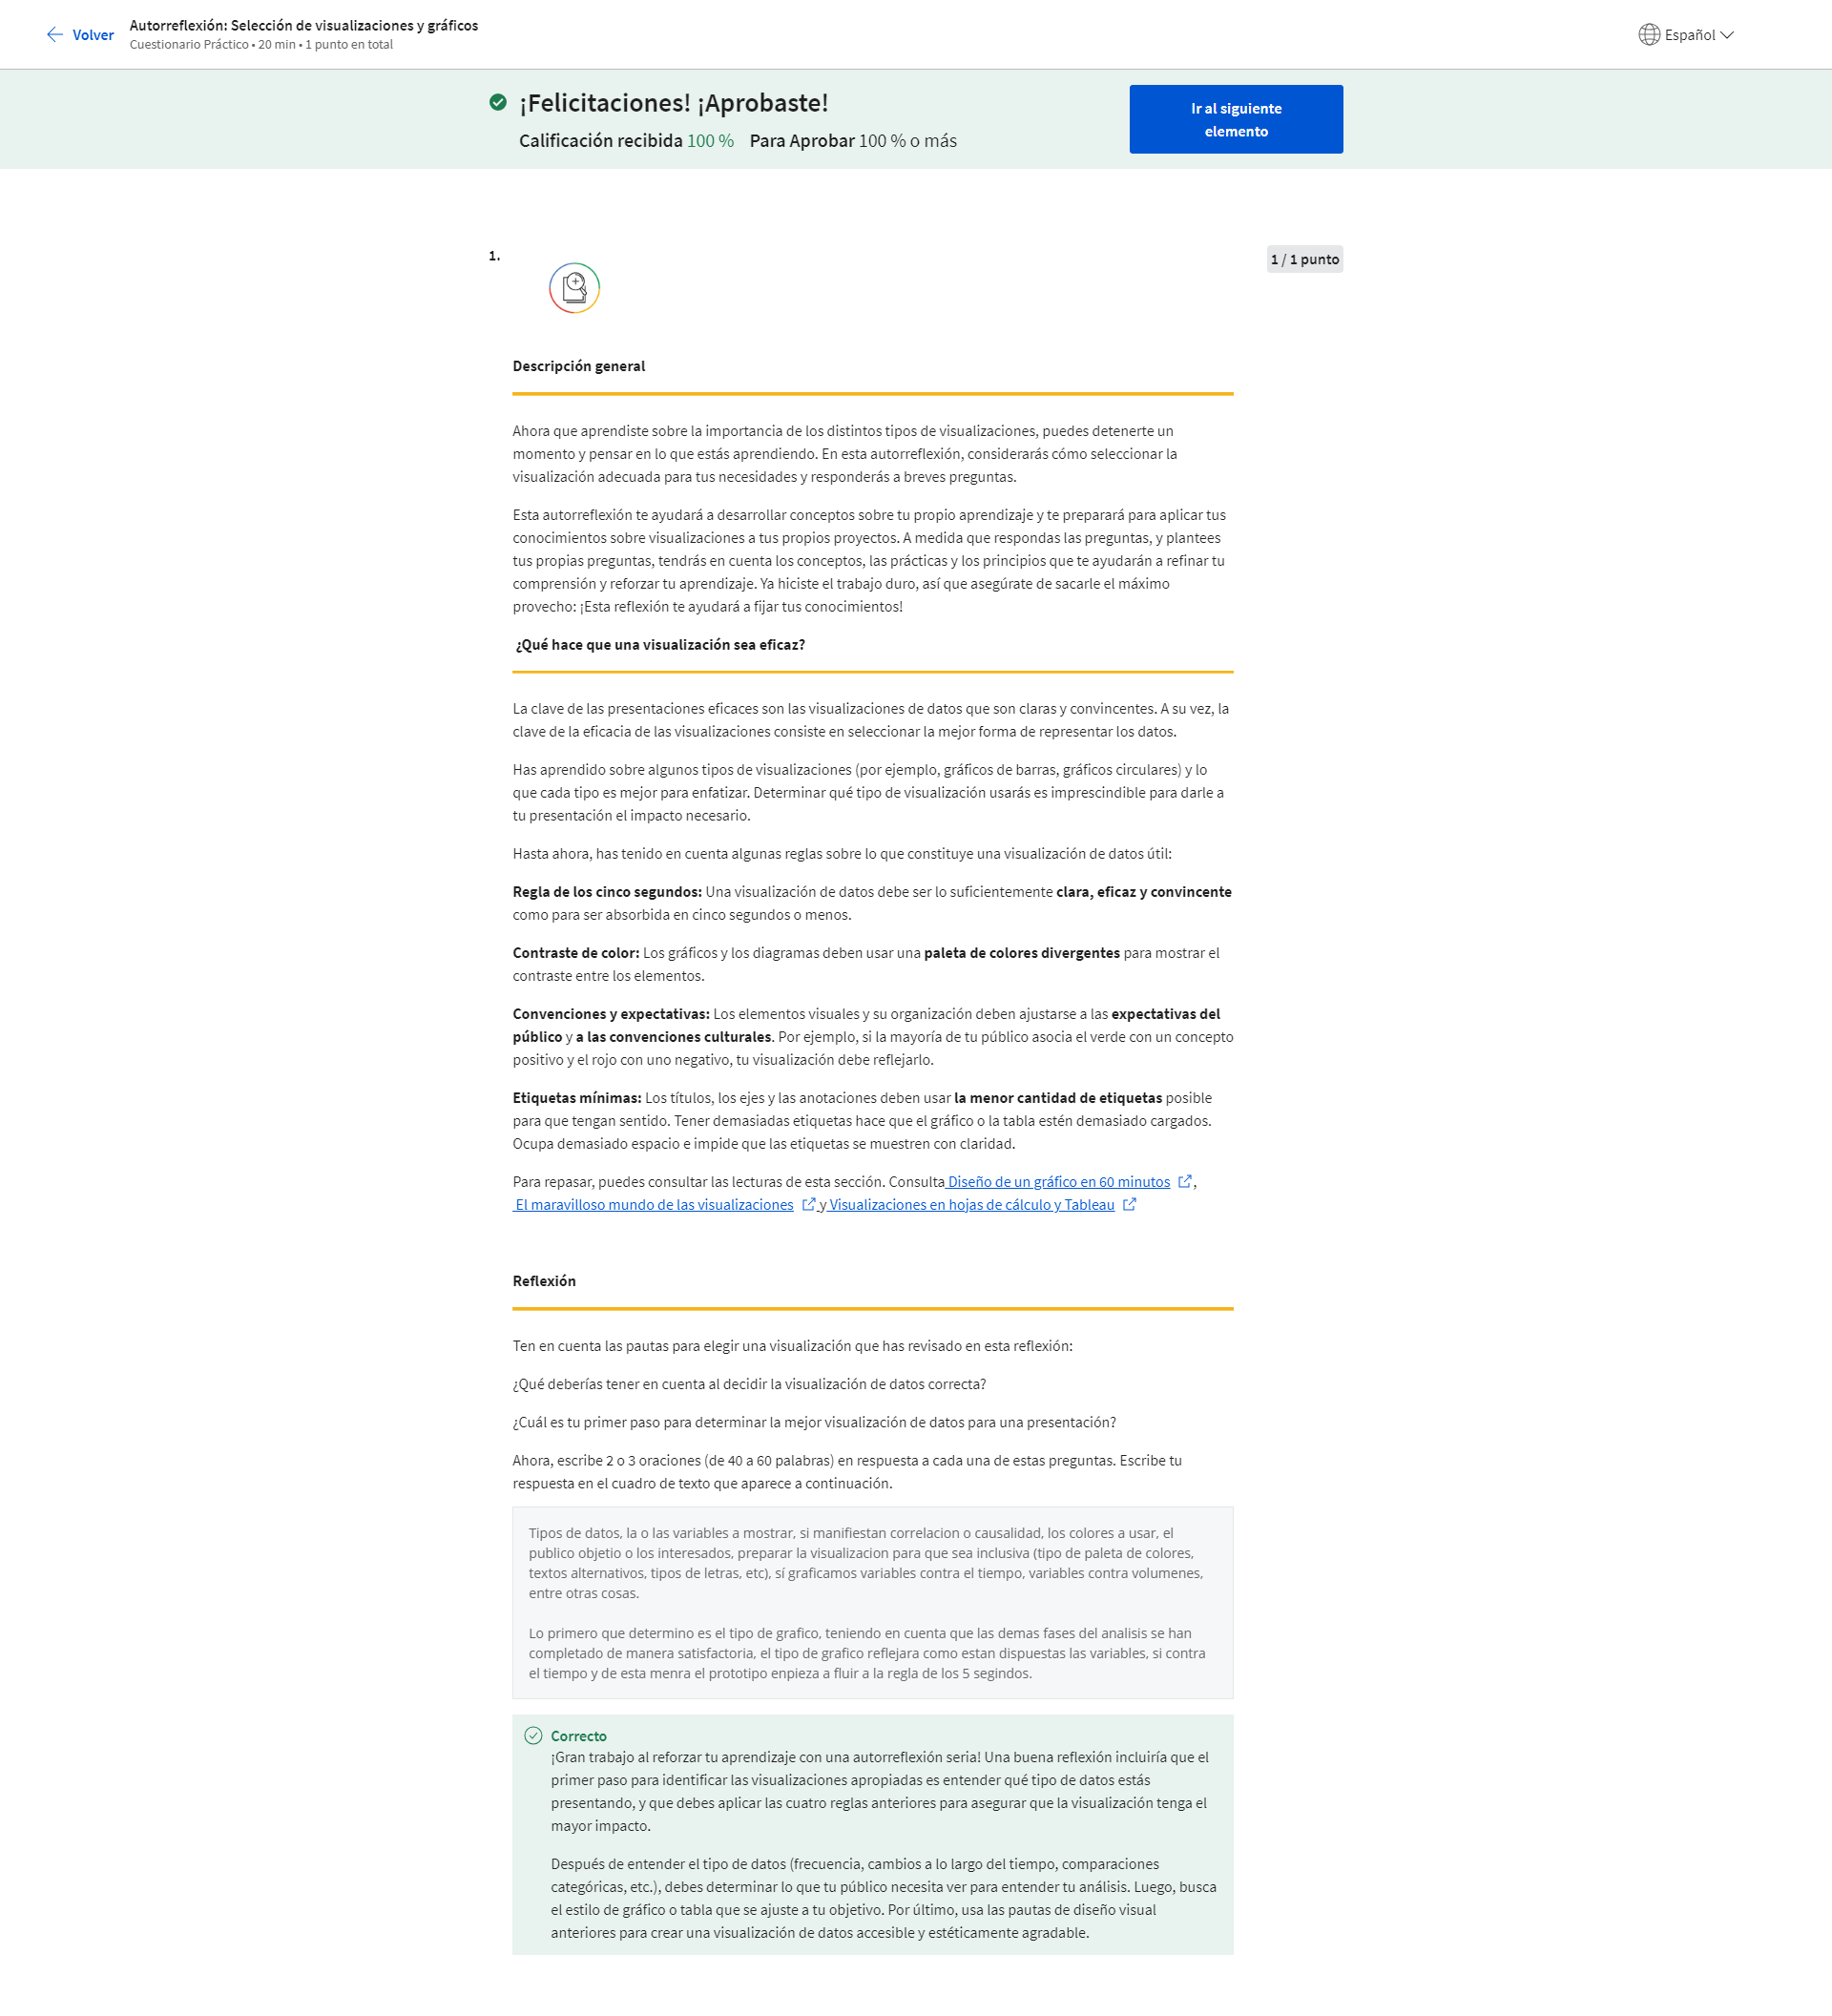 Volver
Autorreflexión: Selección de visualizaciones y gráficos
Cuestionario Práctico • 20 min • 1 punto en total
Español
¡Felicitaciones! ¡Aprobaste!
Calificación recibida 100 % Para Aprobar 100 % o más
Ir al siguiente
elemento
1.
1 / 1 punto
Descripción general
Ahora que aprendiste sobre la importancia de los distintos tipos de visualizaciones, puedes detenerte un
momento y pensar en lo que estás aprendiendo. En esta autorreflexión, considerarás cómo seleccionar la
visualización adecuada para tus necesidades y responderás a breves preguntas.
Esta autorreflexión te ayudará a desarrollar conceptos sobre tu propio aprendizaje y te preparará para aplicar tus
conocimientos sobre visualizaciones a tus propios proyectos. A medida que respondas las preguntas, y plantees
tus propias preguntas, tendrás en cuenta los conceptos, las prácticas y los principios que te ayudarán a refinar tu
comprensión y reforzar tu aprendizaje. Ya hiciste el trabajo duro, así que asegúrate de sacarle el máximo
provecho: ¡Esta reflexión te ayudará a fijar tus conocimientos!
¿Qué hace que una visualización sea eficaz?
La clave de las presentaciones eficaces son las visualizaciones de datos que son claras y convincentes. A su vez, la
clave de la eficacia de las visualizaciones consiste en seleccionar la mejor forma de representar los datos.
Has aprendido sobre algunos tipos de visualizaciones (por ejemplo, gráficos de barras, gráficos circulares) y lo
que cada tipo es mejor para enfatizar. Determinar qué tipo de visualización usarás es imprescindible para darle a
tu presentación el impacto necesario.
Hasta ahora, has tenido en cuenta algunas reglas sobre lo que constituye una visualización de datos útil:
Regla de los cinco segundos: Una visualización de datos debe ser lo suficientemente clara, eficaz y convincente
como para ser absorbida en cinco segundos o menos.
Contraste de color: Los gráficos y los diagramas deben usar una paleta de colores divergentes para mostrar el
contraste entre los elementos.
Convenciones y expectativas: Los elementos visuales y su organización deben ajustarse a las expectativas del
público y a las convenciones culturales. Por ejemplo, si la mayoría de tu público asocia el verde con un concepto
positivo y el rojo con uno negativo, tu visualización debe reflejarlo.
Etiquetas mínimas: Los títulos, los ejes y las anotaciones deben usar la menor cantidad de etiquetas posible
para que tengan sentido. Tener demasiadas etiquetas hace que el gráfico o la tabla estén demasiado cargados.
Ocupa demasiado espacio e impide que las etiquetas se muestren con claridad.
Para repasar, puedes consultar las lecturas de esta sección. Consulta Diseño de un gráfico en 60 minutos ,
El maravilloso mundo de las visualizaciones y Visualizaciones en hojas de cálculo y Tableau
Reflexión
Ten en cuenta las pautas para elegir una visualización que has revisado en esta reflexión:
¿Qué deberías tener en cuenta al decidir la visualización de datos correcta?
¿Cuál es tu primer paso para determinar la mejor visualización de datos para una presentación?
Ahora, escribe 2 o 3 oraciones (de 40 a 60 palabras) en respuesta a cada una de estas preguntas. Escribe tu
respuesta en el cuadro de texto que aparece a continuación.
Tipos de datos, la o las variables a mostrar, si manifiestan correlacion o causalidad, los colores a usar, el
publico objetio o los interesados, preparar la visualizacion para que sea inclusiva (tipo de paleta de colores,
textos alternativos, tipos de letras, etc), sí graficamos variables contra el tiempo, variables contra volumenes,
entre otras cosas.
Lo primero que determino es el tipo de grafico, teniendo en cuenta que las demas fases del analisis se han
completado de manera satisfactoria, el tipo de grafico reflejara como estan dispuestas las variables, si contra
el tiempo y de esta menra el prototipo enpieza a fluir a la regla de los 5 segindos.
Correcto
¡Gran trabajo al reforzar tu aprendizaje con una autorreflexión seria! Una buena reflexión incluiría que el
primer paso para identificar las visualizaciones apropiadas es entender qué tipo de datos estás
presentando, y que debes aplicar las cuatro reglas anteriores para asegurar que la visualización tenga el
mayor impacto.
Después de entender el tipo de datos (frecuencia, cambios a lo largo del tiempo, comparaciones
categóricas, etc.), debes determinar lo que tu público necesita ver para entender tu análisis. Luego, busca
el estilo de gráfico o tabla que se ajuste a tu objetivo. Por último, usa las pautas de diseño visual
anteriores para crear una visualización de datos accesible y estéticamente agradable.